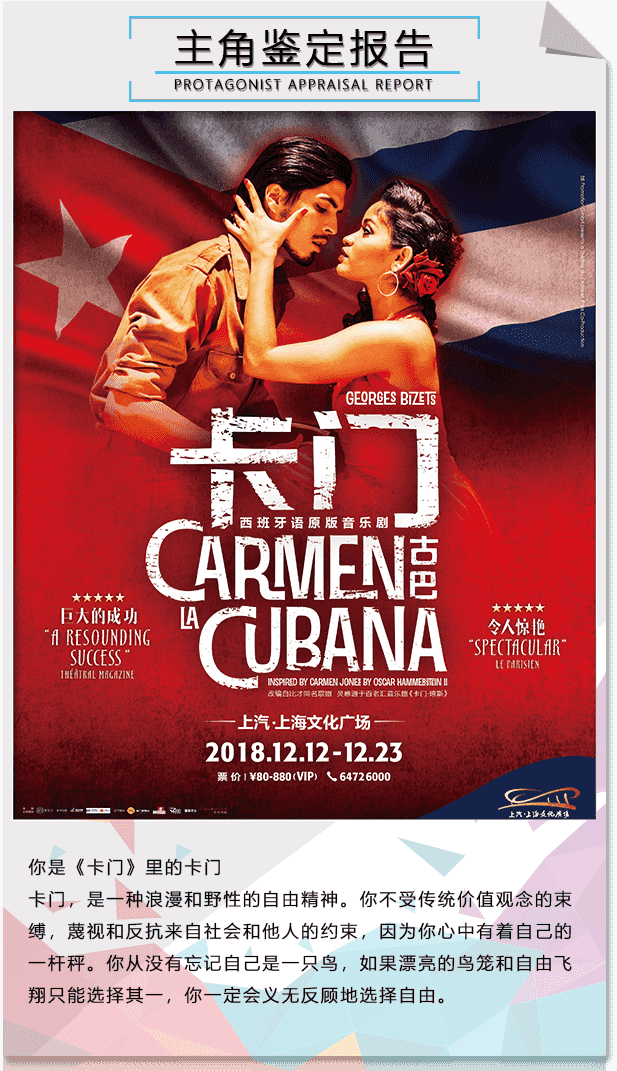 主角鉴定报告
PROTAGONIST APPRAISAL REPORT
GEORGES BIZETS
卡门
西班牙语原版音乐剧
CARMEN
古巴
LA
CUBANA
INSPIRED BY CARMEN JONES BY OSCAR HAMMERSTEIN II
改编自比才同名歌剧 灵感源于百老汇音乐剧《卡门·琼斯》
巨大的成功
"A RESOUNDING
SUCCESS"
THÉÂTRAL MAGAZINE
令人惊艳
"SPECTACULAR"
LE PARISIEN
上汽·上海文化广场
2018.12.12-12.23
票价 | ¥80-880(VIP) 64726000
上汽·上海文化广场
你是《卡门》里的卡门
卡门，是一种浪漫和野性的自由精神。你不受传统价值观念的束
缚，蔑视和反抗来自社会和他人的约束，因为你心中有着自己的
一杆秤。你从没有忘记自己是一只鸟，如果漂亮的鸟笼和自由飞
翔只能选择其一，你一定会义无反顾地选择自由。